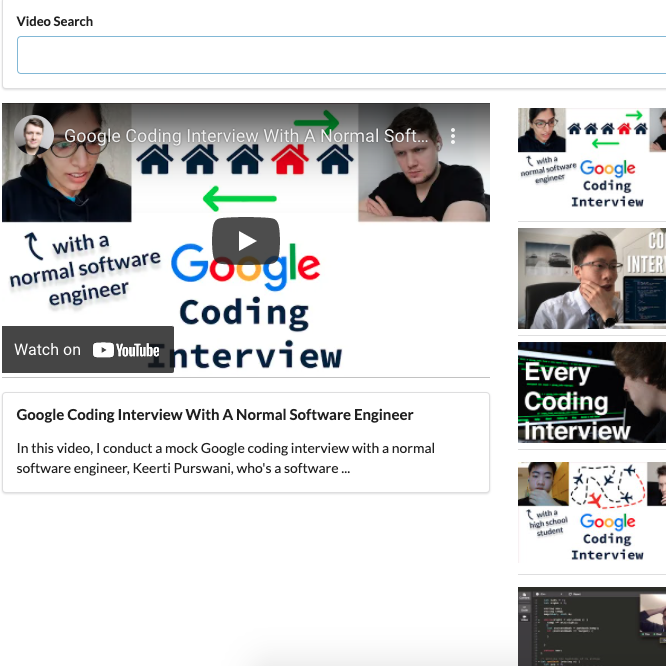 Video Search
Google Coding Interview With A Normal Soft...
with a
normal software
engineer
Google
Coding
Interview
Watch on YouTube
Google Coding Interview With A Normal Software Engineer
In this video, I conduct a mock Google coding interview with a normal
software engineer, Keerti Purswani, who's a software ...
with a
normal software
engineer
Google
Coding
Interview
CO
INTER
Every
Coding
Interview
with a
high school
student
Google
Coding
Interview